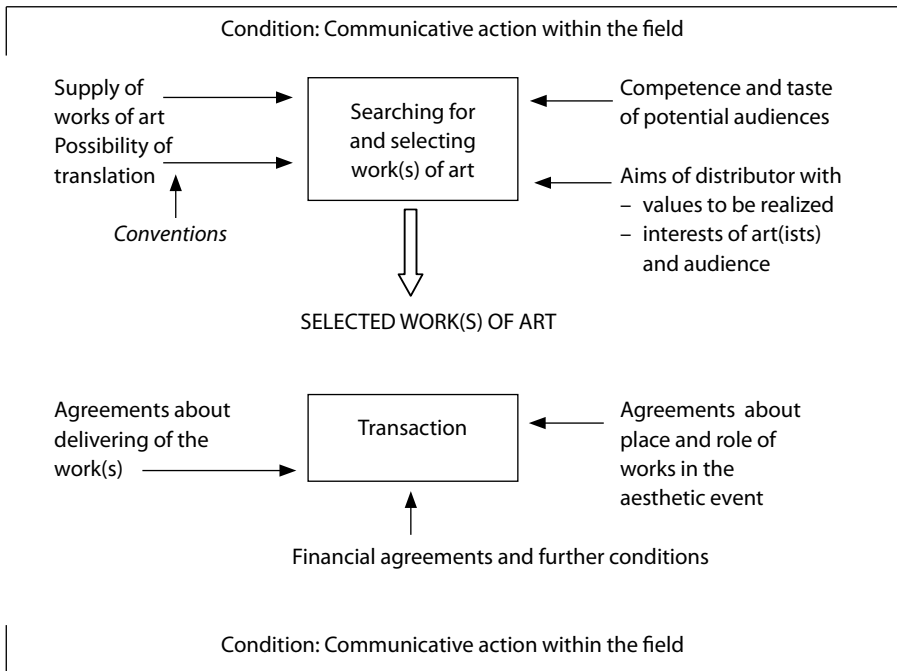 Condition: Communicative action within the field
Supply of
works of art
Possibility of
translation
Conventions
Searching for
and selecting
work(s) of art
Competence and taste
of potential audiences
Aims of distributor with
– values to be realized
– interests of art(ists)
and audience
SELECTED WORK(S) OF ART
Agreements about
delivering of the
work(s)
Transaction
Agreements about
place and role of
works in the
aesthetic event
Financial agreements and further conditions
Condition: Communicative action within the field